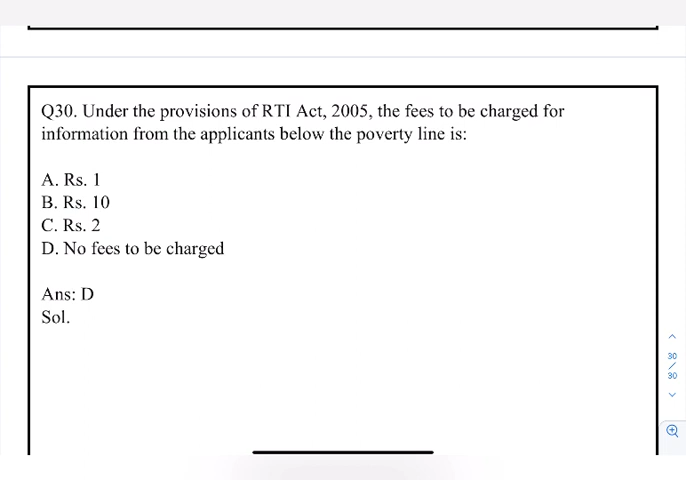 Q30. Under the provisions of RTI Act, 2005, the fees to be charged for
information from the applicants below the poverty line is:
A. Rs. 1
B. Rs. 10
C. Rs. 2
D. No fees to be charged
Ans: D
Sol.
30
/
30